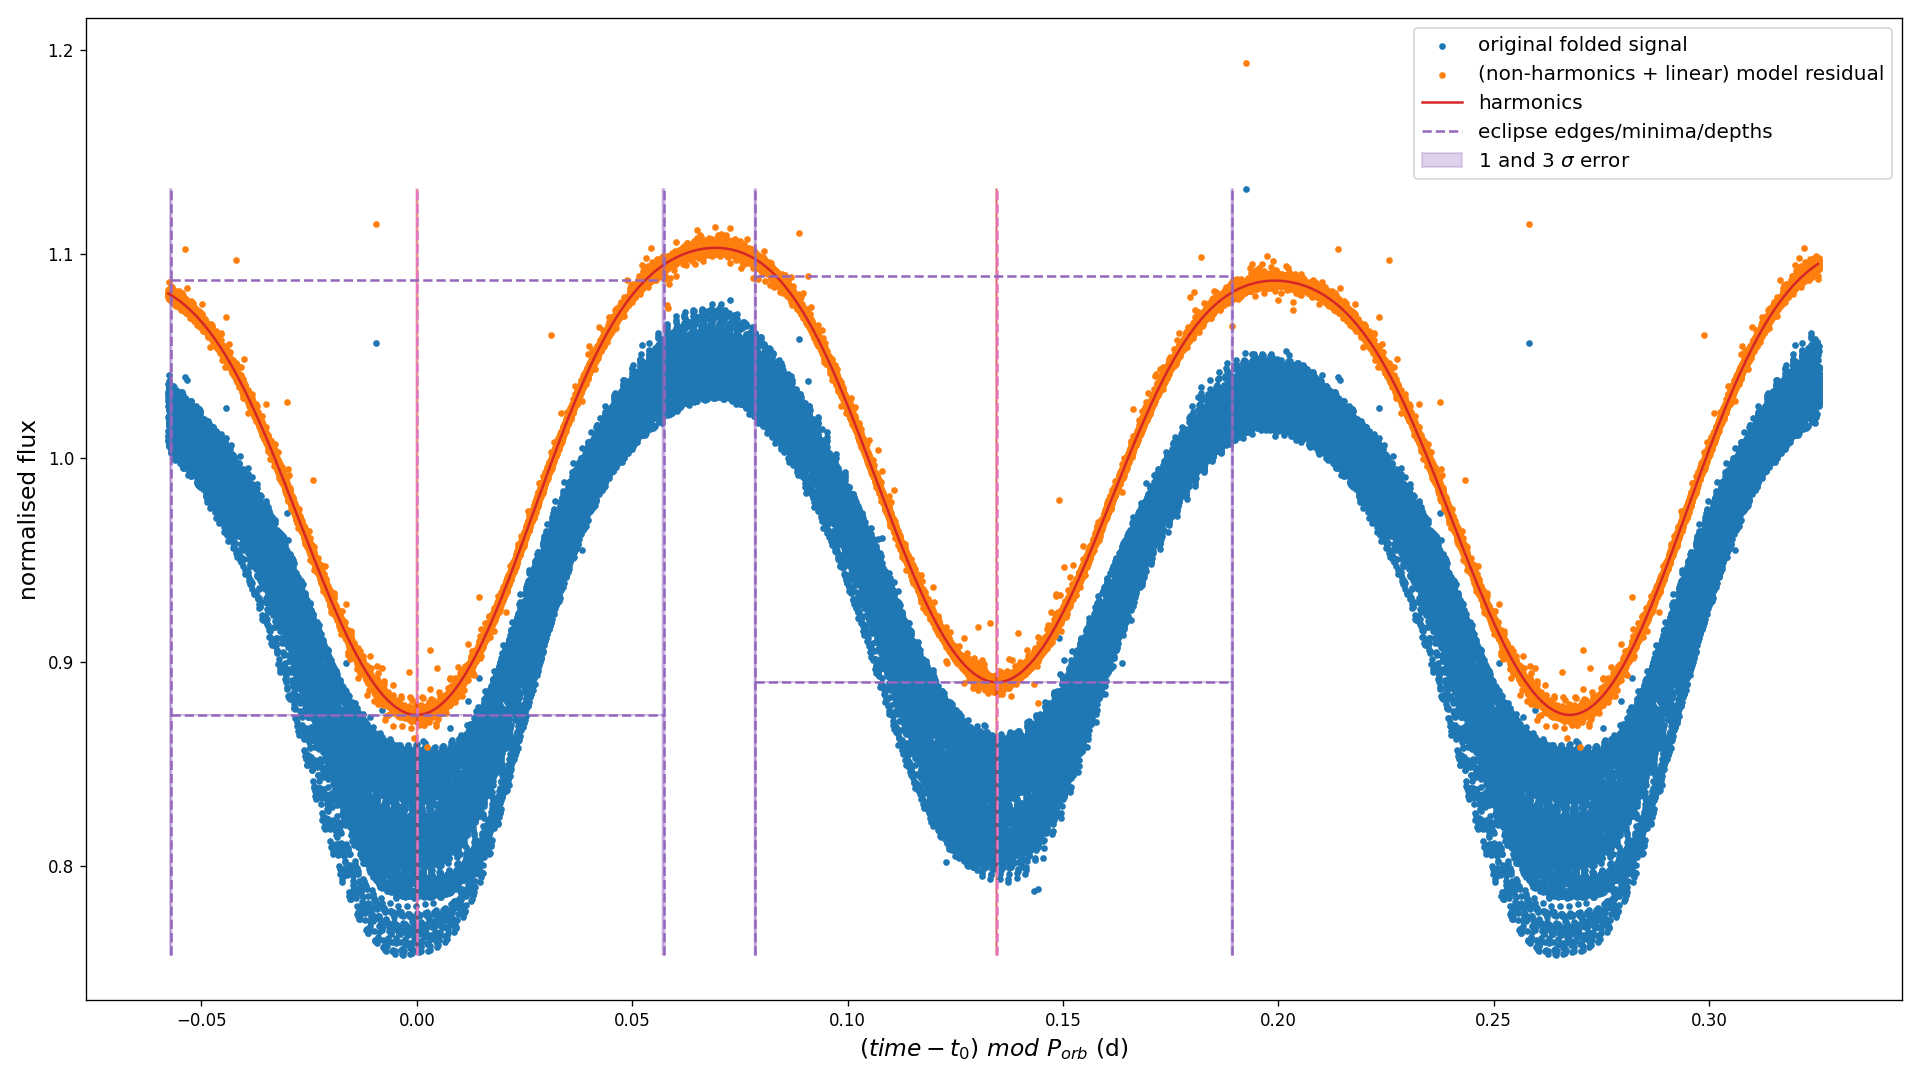 original folded signal
(non-harmonics + linear) model residual
harmonics
eclipse edges/minima/depths
1 and 3 σ error
1.2
1.1
1.0
0.9
0.8
normalised flux
−0.05 0.00 0.05 0.10 0.15 0.20 0.25 0.30
(time − t₀) mod Pₒᵣb (d)